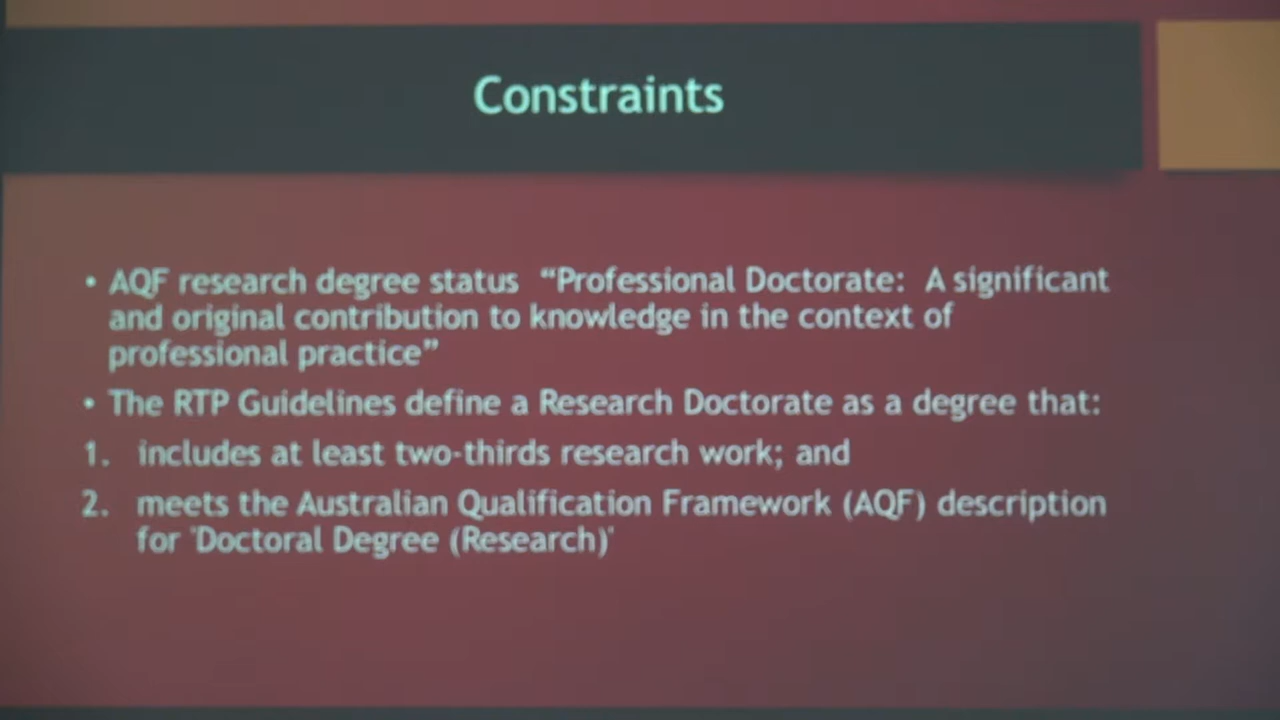 Constraints
• AQF research degree status “Professional Doctorate: A significant
and original contribution to knowledge in the context of
professional practice”
• The RTP Guidelines define a Research Doctorate as a degree that:
1. includes at least two-thirds research work; and
2. meets the Australian Qualification Framework (AQF) description
for 'Doctoral Degree (Research)'